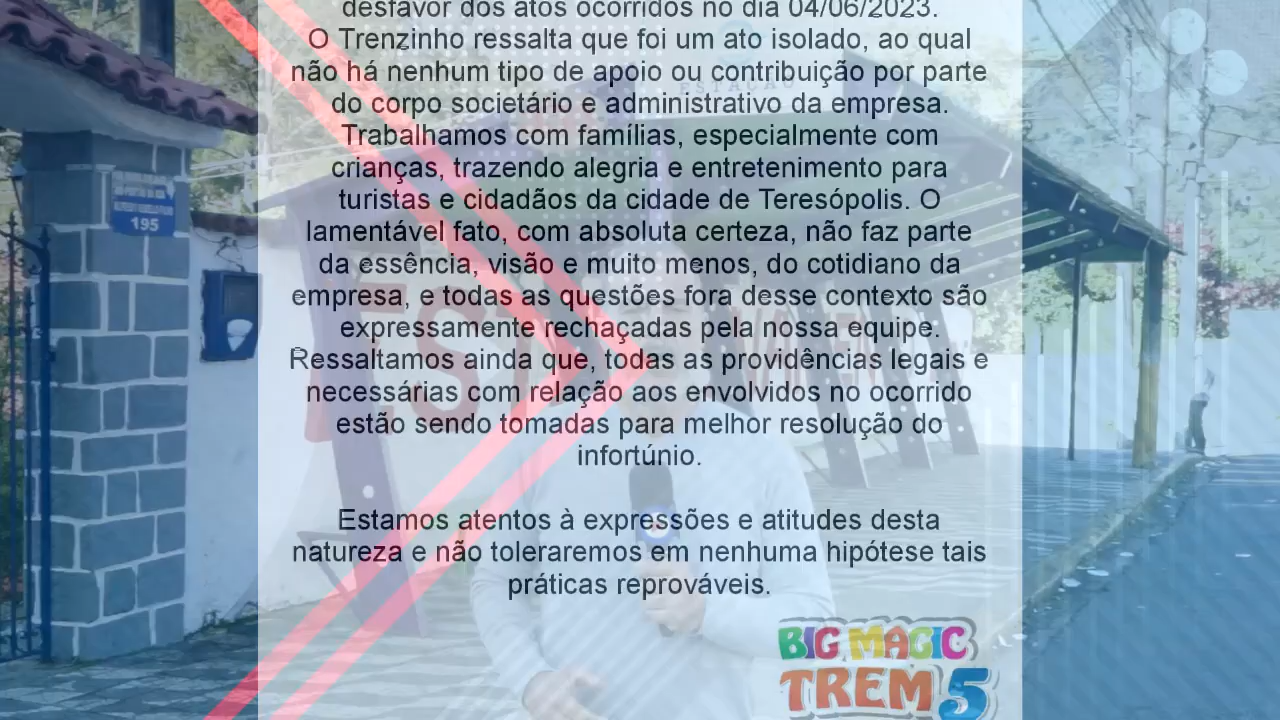 desfavor dos atos ocorridos no dia 04/06/2023.
O Trenzinho ressalta que foi um ato isolado, ao qual
não há nenhum tipo de apoio ou contribuição por parte
do corpo societário e administrativo da empresa.
Trabalhamos com famílias, especialmente com
crianças, trazendo alegria e entretenimento para
turistas e cidadãos da cidade de Teresópolis. O
lamentável fato, com absoluta certeza, não faz parte
da essência, visão e muito menos, do cotidiano da
empresa, e todas as questões fora desse contexto são
expressamente rechaçadas pela nossa equipe.
Ressaltamos ainda que, todas as providências legais e
necessárias com relação aos envolvidos no ocorrido
estão sendo tomadas para melhor resolução do
infortúnio.
Estamos atentos à expressões e atitudes desta
natureza e não toleraremos em nenhuma hipótese tais
práticas reprováveis.
BIG MAGIC
TREM 5
195